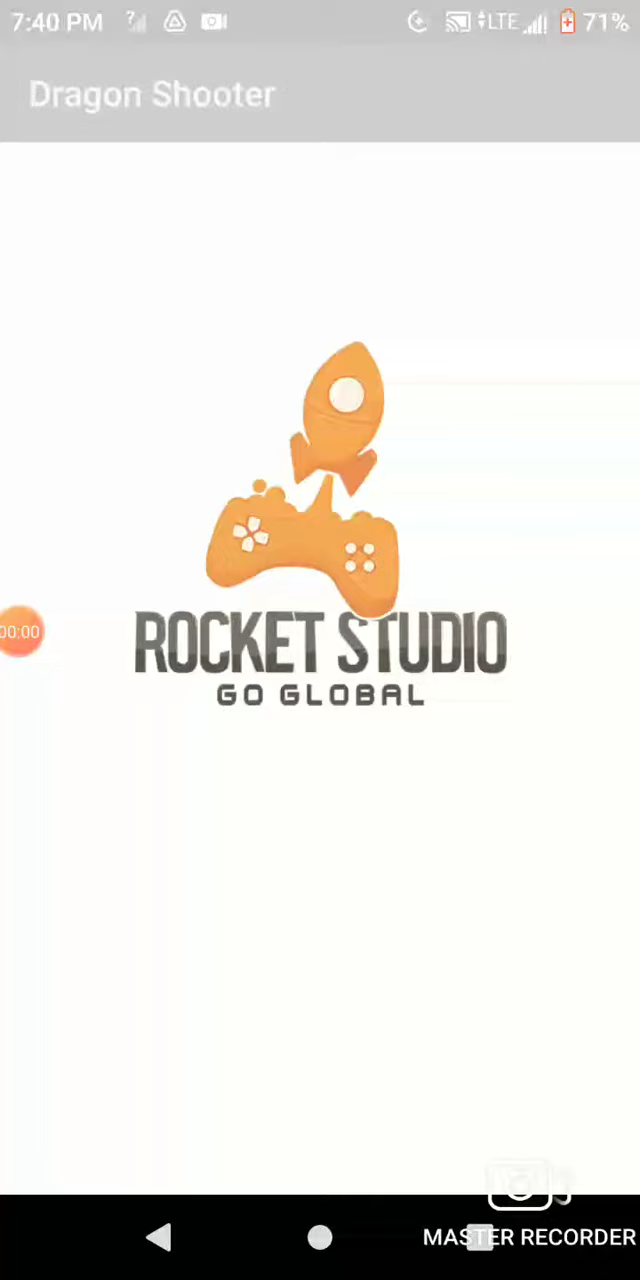 7:40 PM ? LTE 71%
Dragon Shooter
00:00
ROCKET STUDIO
GO GLOBAL
MASTER RECORDER